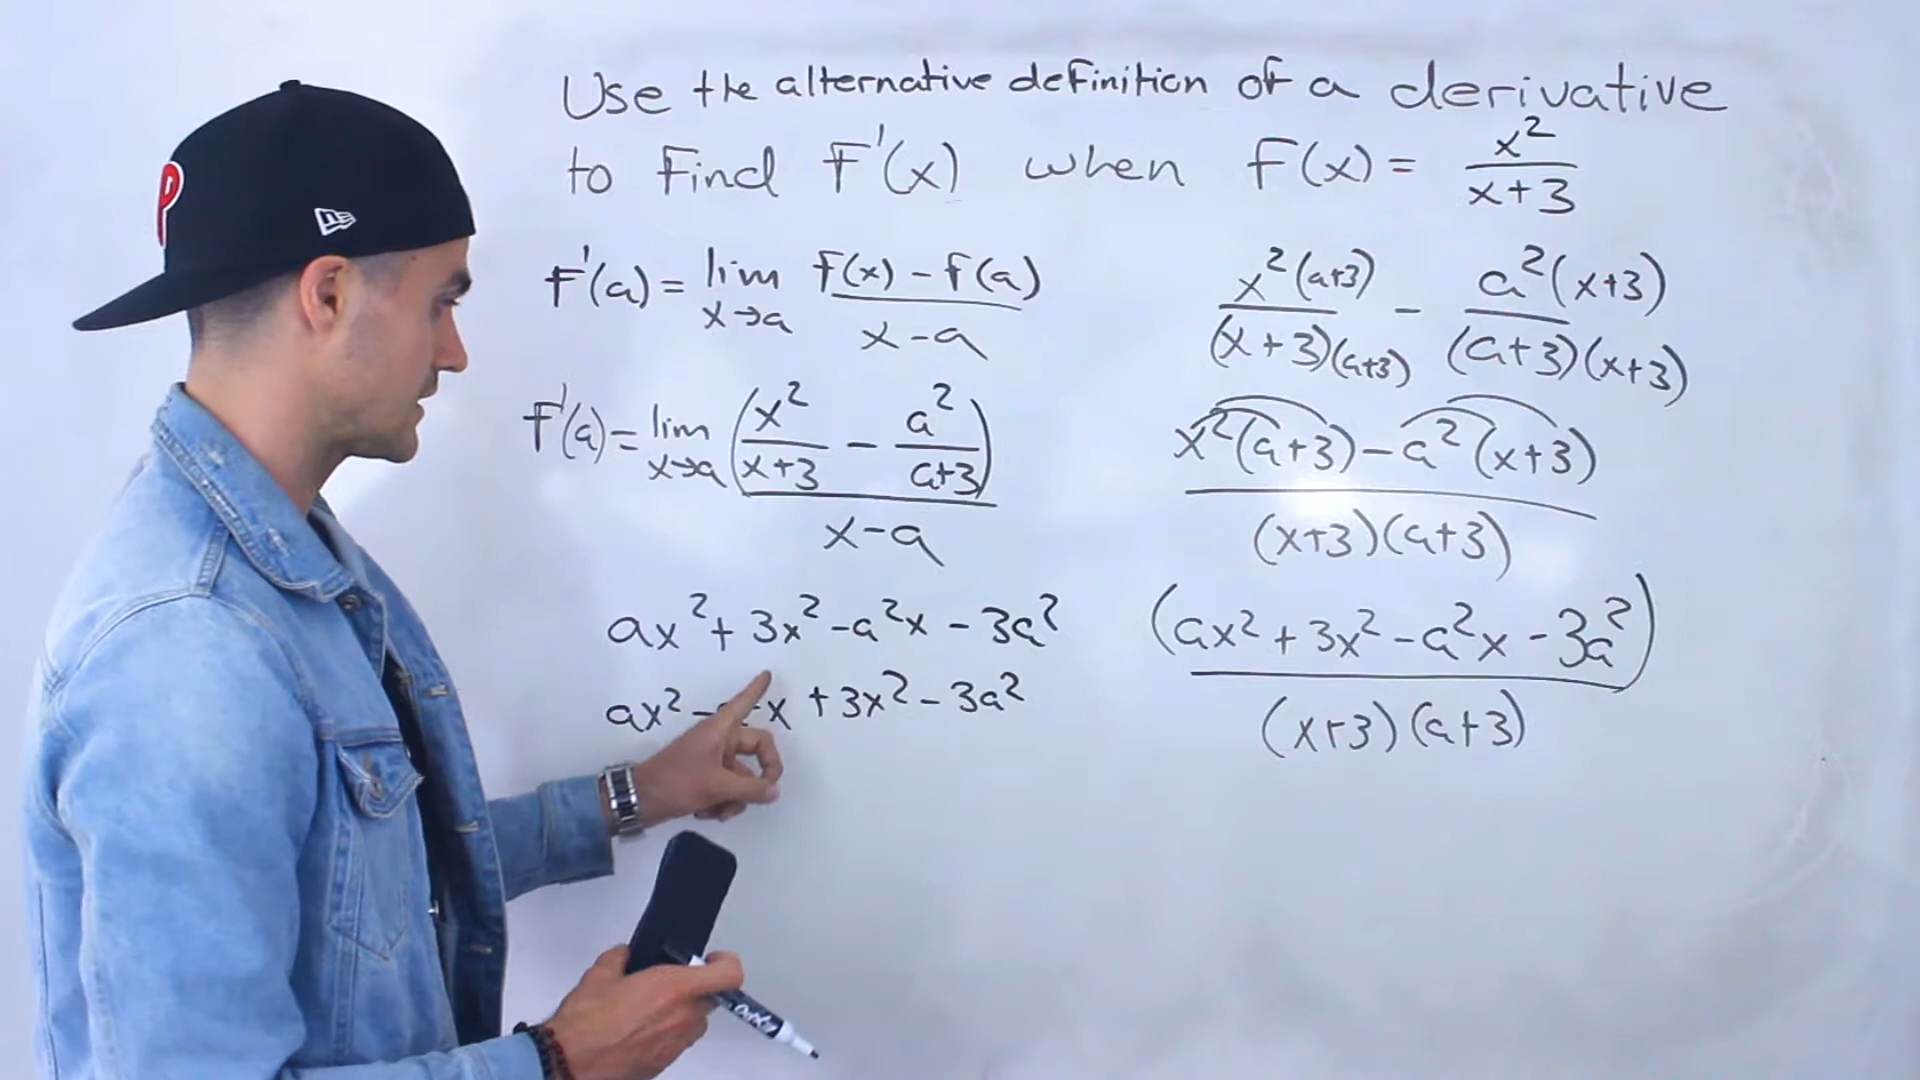 Use the alternative definition of a derivative
to find f'(x) when f(x) = x²/(x+3)
f'(a) = lim x→a (f(x) - f(a))/(x-a)
f'(a) = lim x→a (x²/(x+3) - a²/(a+3))/(x-a)
ax² + 3x² - a²x - 3a²
ax² - x + 3x² - 3a²
x²(a+3)/((x+3)(a+3)) - a²(x+3)/((a+3)(x+3))
(x²(a+3) - a²(x+3))/((x+3)(a+3))
(ax² + 3x² - a²x - 3a²)/((x+3)(a+3))
P
NE
EXPO